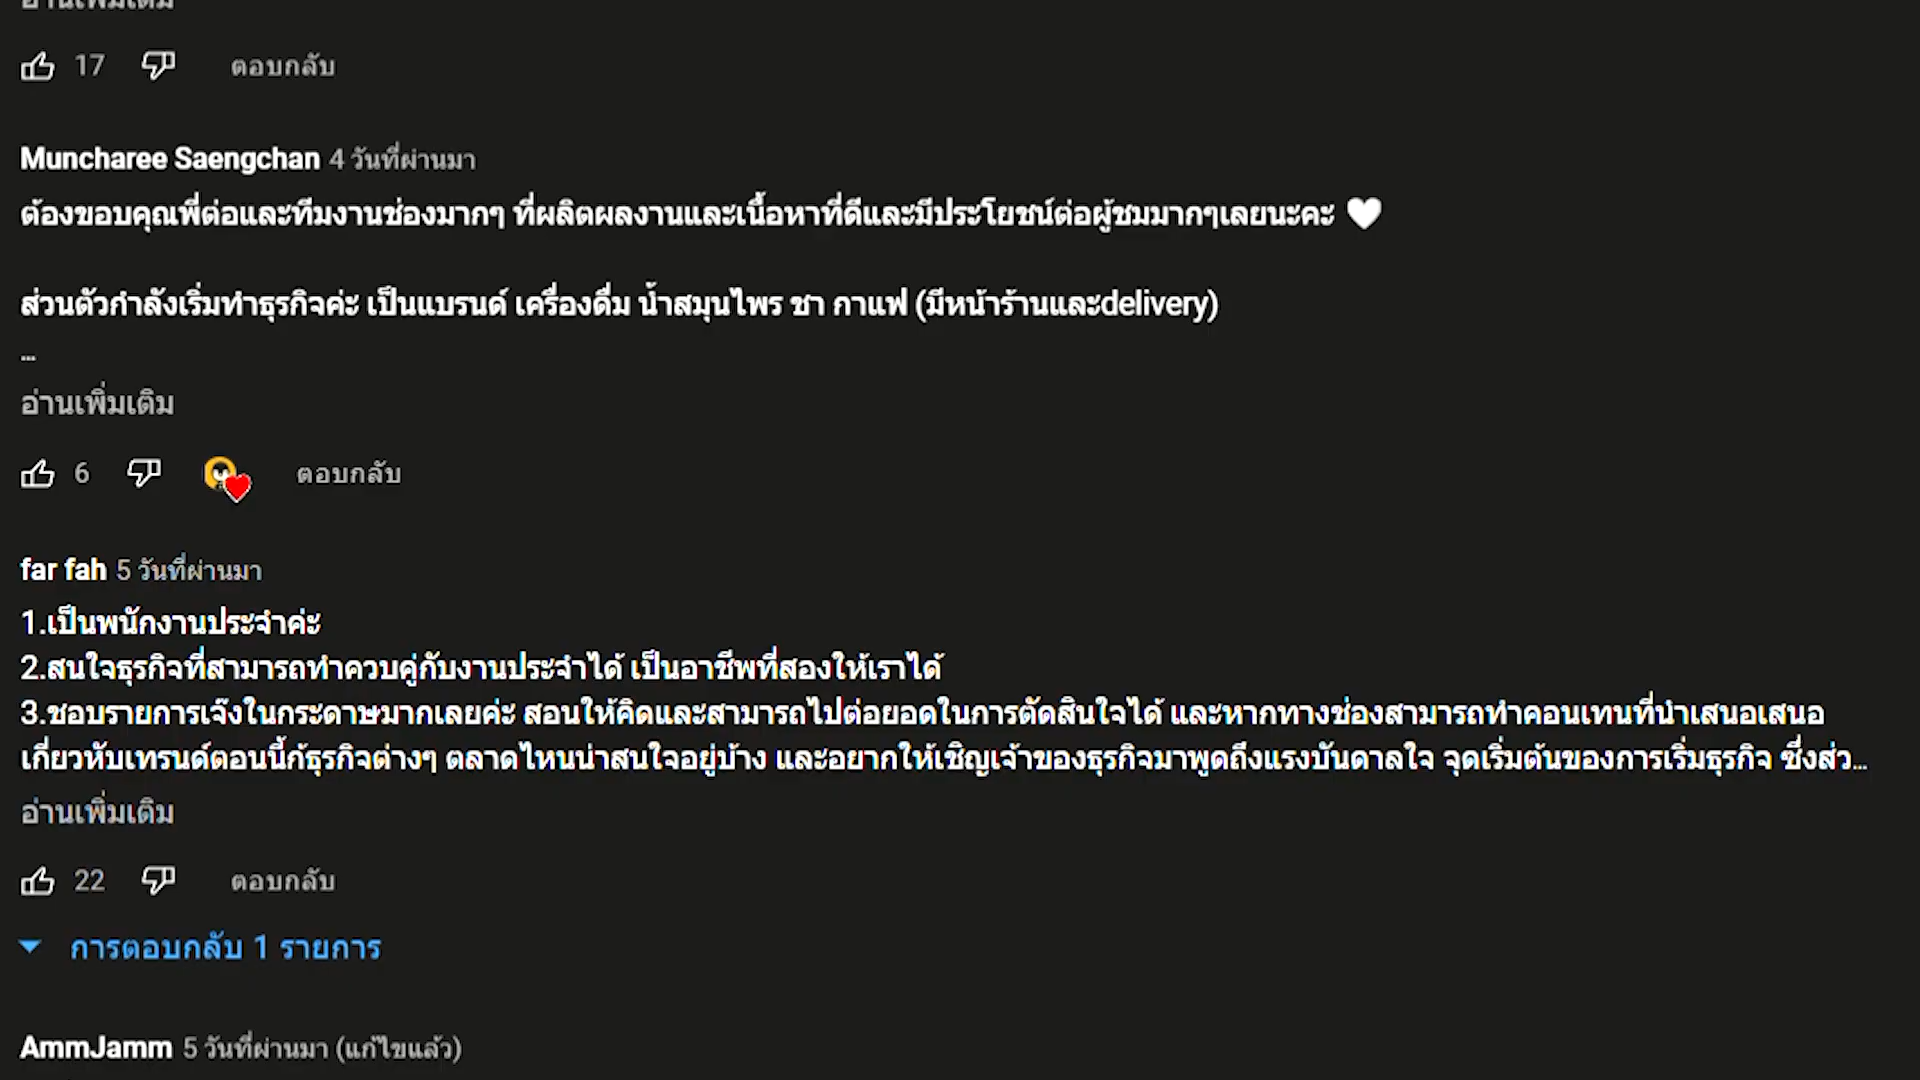 อ่านเพิ่มเติม
17 ตอบกลับ
Muncharee Saengchan 4 วันที่ผ่านมา
ต้องขอบคุณพี่ต่อและทีมงานช่องมากๆ ที่ผลิตผลงานและเนื้อหาที่ดีและมีประโยชน์ต่อผู้ชมมากๆเลยนะคะ 🤍
ส่วนตัวกำลังเริ่มทำธุรกิจค่ะ เป็นแบรนด์ เครื่องดื่ม น้ำสมุนไพร ชา กาแฟ (มีหน้าร้านและdelivery)
...
อ่านเพิ่มเติม
6 ตอบกลับ
far fah 5 วันที่ผ่านมา
1.เป็นพนักงานประจำค่ะ
2.สนใจธุรกิจที่สามารถทำควบคู่กับงานประจำได้ เป็นอาชีพที่สองให้เราได้
3.ชอบรายการเจ๊งในกระดาษมากเลยค่ะ สอนให้คิดและสามารถไปต่อยอดในการตัดสินใจได้ และหากทางช่องสามารถทำคอนเทนที่นำเสนอเสนอ
เกี่ยวหับเทรนด์ตอนนี้ก้ธุรกิจต่างๆ ตลาดไหนน่าสนใจอยู่บ้าง และอยากให้เชิญเจ้าของธุรกิจมาพูดถึงแรงบันดาลใจ จุดเริ่มต้นของการเริ่มธุรกิจ ซึ่งส่ว...
อ่านเพิ่มเติม
22 ตอบกลับ
การตอบกลับ 1 รายการ
AmmJamm 5 วันที่ผ่านมา (แก้ไขแล้ว)